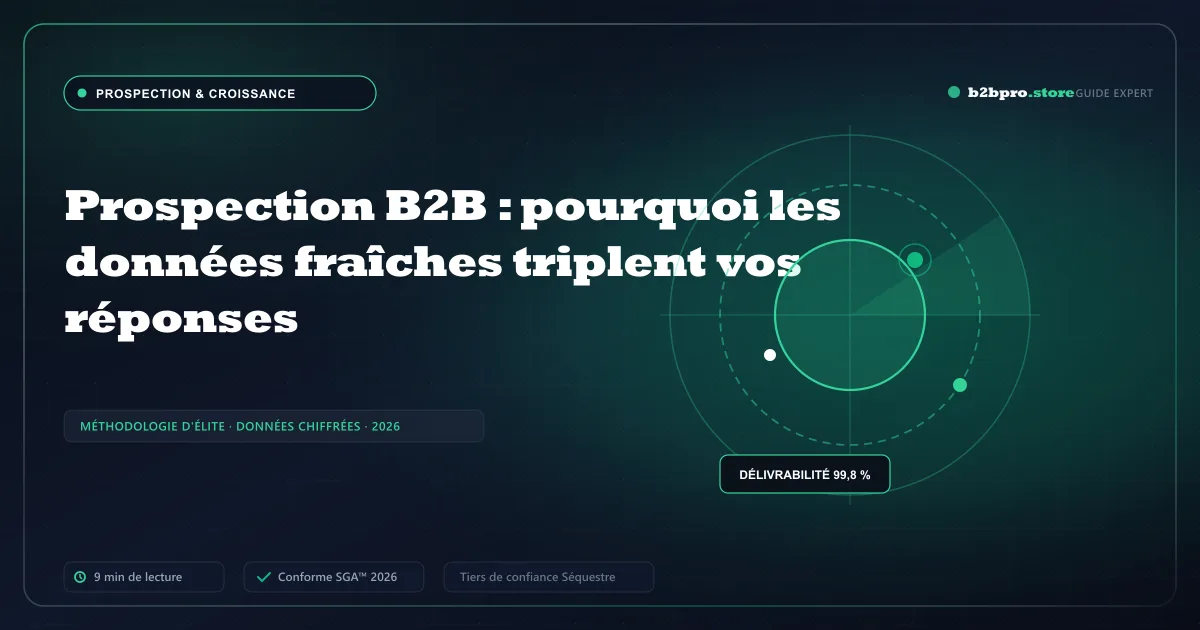 PROSPECTION & CROISSANCE
b2bpro.store GUIDE EXPERT
Prospection B2B : pourquoi les
données fraîches triplent vos
réponses
MÉTHODOLOGIE D'ÉLITE · DONNÉES CHIFFRÉES · 2026
DÉLIVRABILITÉ 99,8 %
9 min de lecture
Conforme SGA™ 2026
Tiers de confiance Séquestre